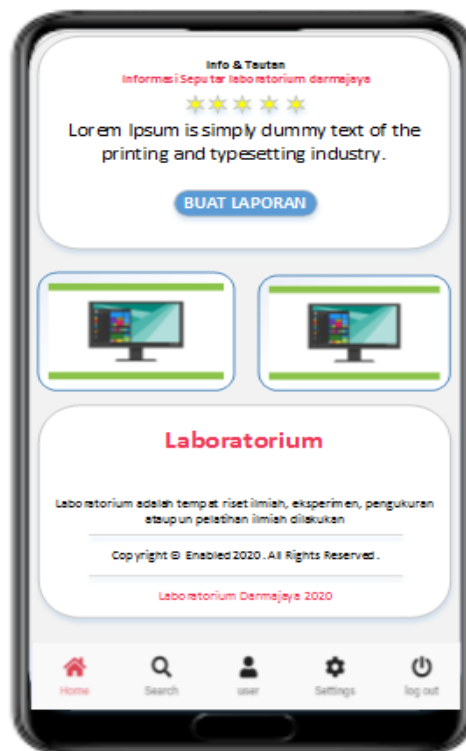 Info & Tautan
Informasi Seputar laboratorium darmajaya
Lorem Ipsum is simply dummy text of the
printing and typesetting industry.
BUAT LAPORAN
Laboratorium
Laboratorium adalah tempat riset ilmiah, eksperimen, pengukuran
ataupun pelatihan ilmiah dilakukan
Copyright © Enabled 2020. All Rights Reserved.
Laboratorium Darmajaya 2020
Home Search user Settings log out